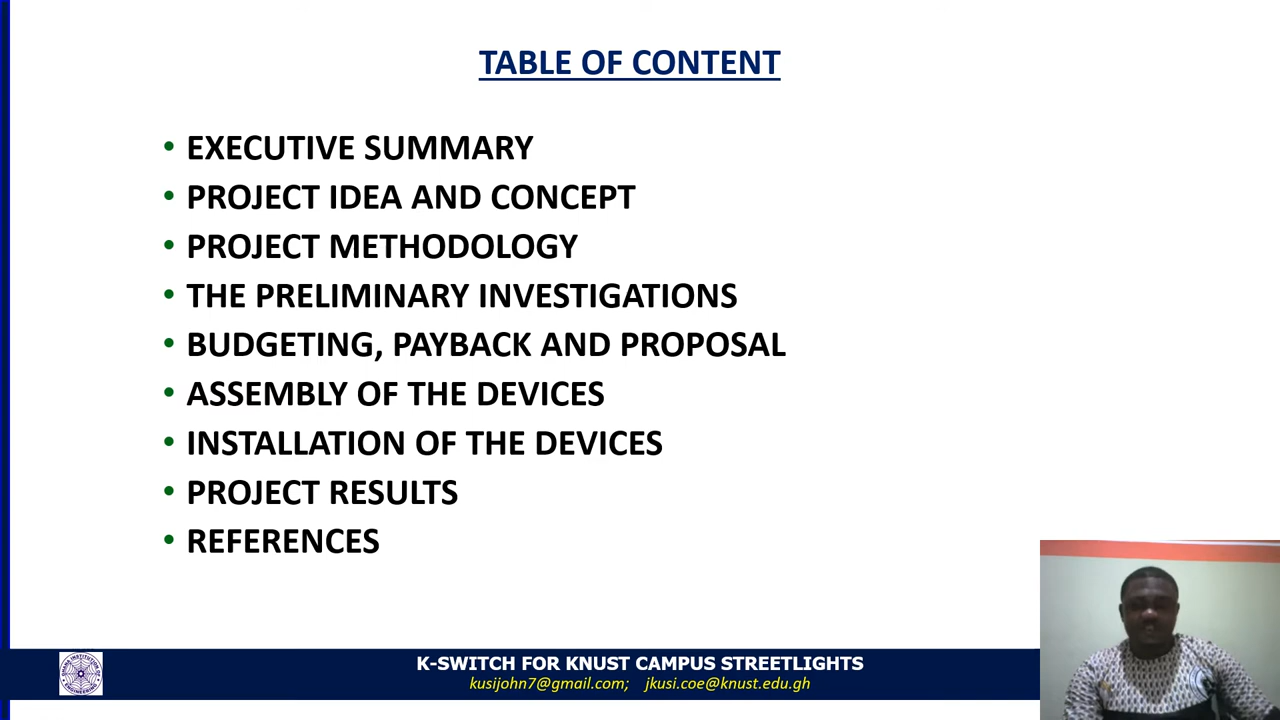 TABLE OF CONTENT
• EXECUTIVE SUMMARY
• PROJECT IDEA AND CONCEPT
• PROJECT METHODOLOGY
• THE PRELIMINARY INVESTIGATIONS
• BUDGETING, PAYBACK AND PROPOSAL
• ASSEMBLY OF THE DEVICES
• INSTALLATION OF THE DEVICES
• PROJECT RESULTS
• REFERENCES
K-SWITCH FOR KNUST CAMPUS STREETLIGHTS
kusijohn7@gmail.com; jkusi.coe@knust.edu.gh